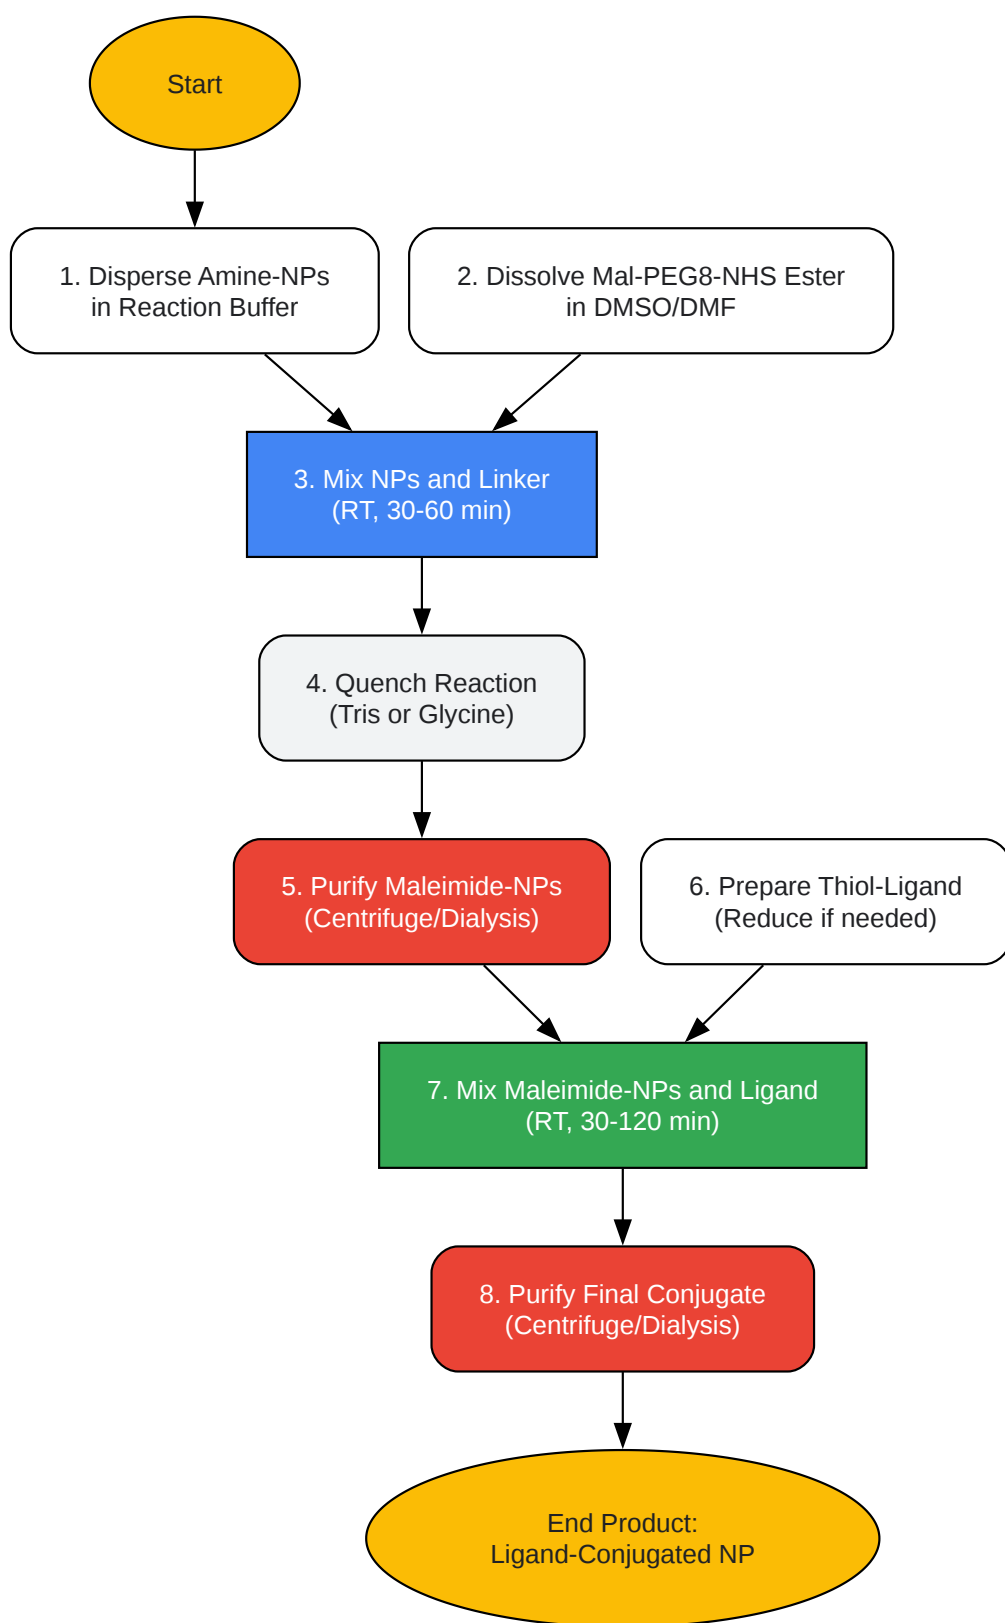 Start
1. Disperse Amine-NPs
in Reaction Buffer
2. Dissolve Mal-PEG8-NHS Ester
in DMSO/DMF
3. Mix NPs and Linker
(RT, 30-60 min)
4. Quench Reaction
(Tris or Glycine)
5. Purify Maleimide-NPs
(Centrifuge/Dialysis)
6. Prepare Thiol-Ligand
(Reduce if needed)
7. Mix Maleimide-NPs and Ligand
(RT, 30-120 min)
8. Purify Final Conjugate
(Centrifuge/Dialysis)
End Product:
Ligand-Conjugated NP